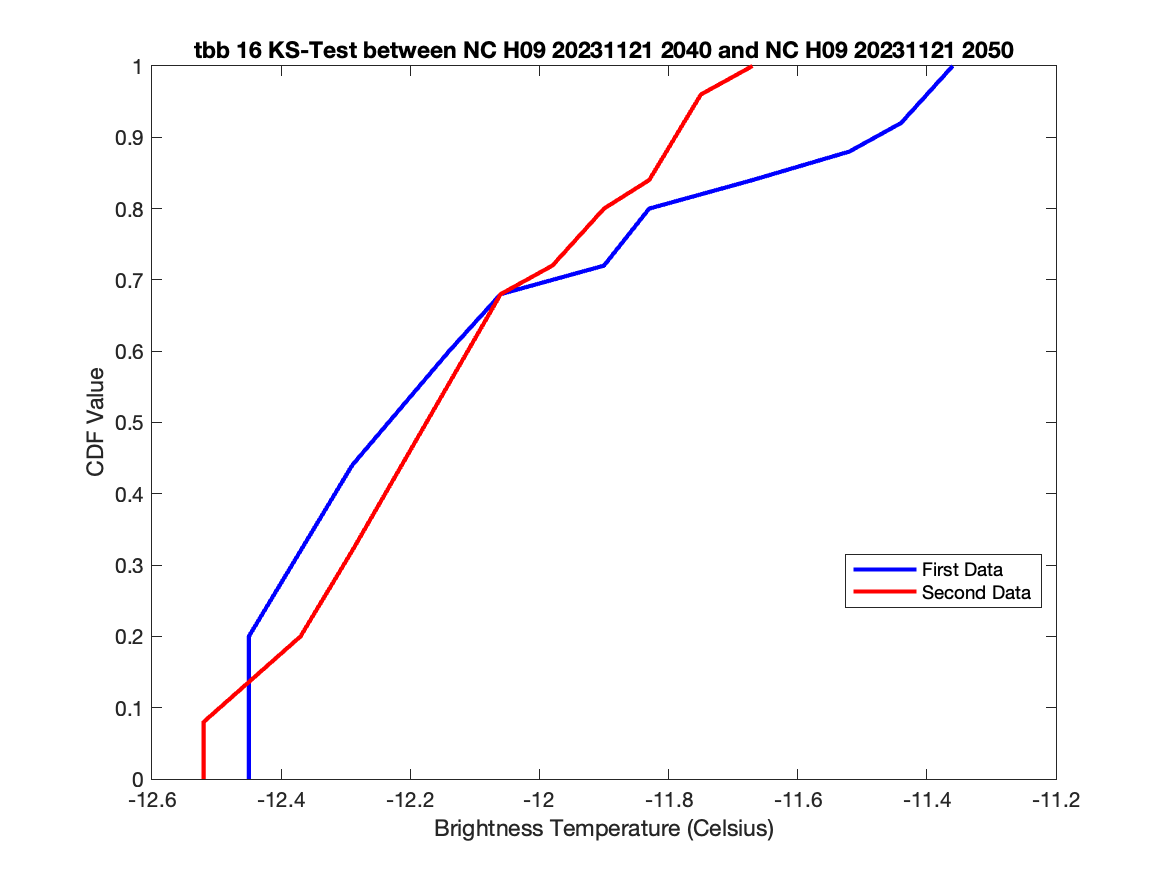 tbb 16 KS-Test between NC H09 20231121 2040 and NC H09 20231121 2050
1
0.9
0.8
0.7
0.6
0.5
0.4
0.3
0.2
0.1
0
CDF Value
First Data
Second Data
-12.6 -12.4 -12.2 -12 -11.8 -11.6 -11.4 -11.2
Brightness Temperature (Celsius)